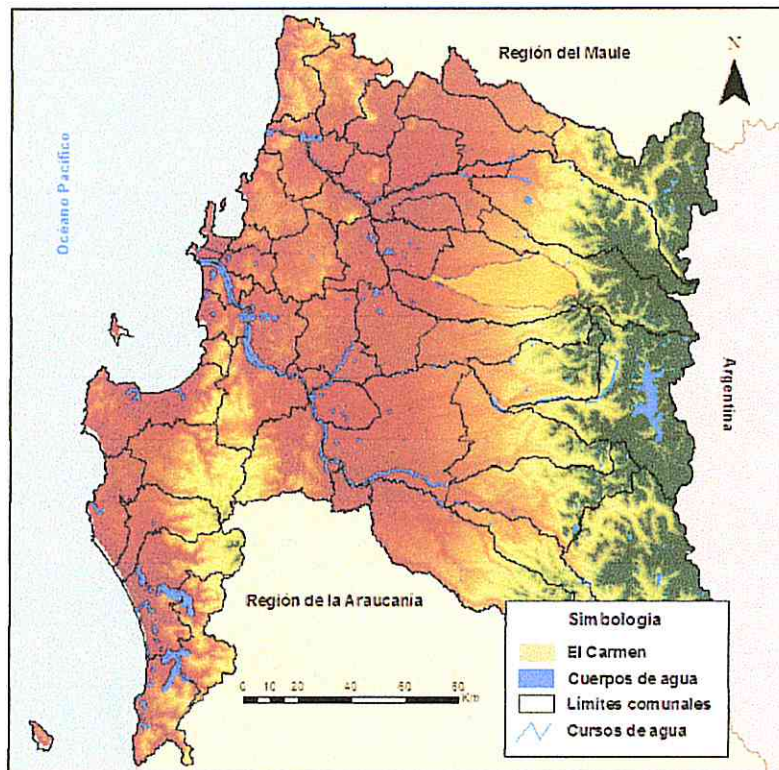 Región del Maule
N
Océano Pacífico
Argentina
Región de la Araucanía
Simbología
El Carmen
Cuerpos de agua
Límites comunales
Cursos de agua
0 10 20 40 60 80
Km